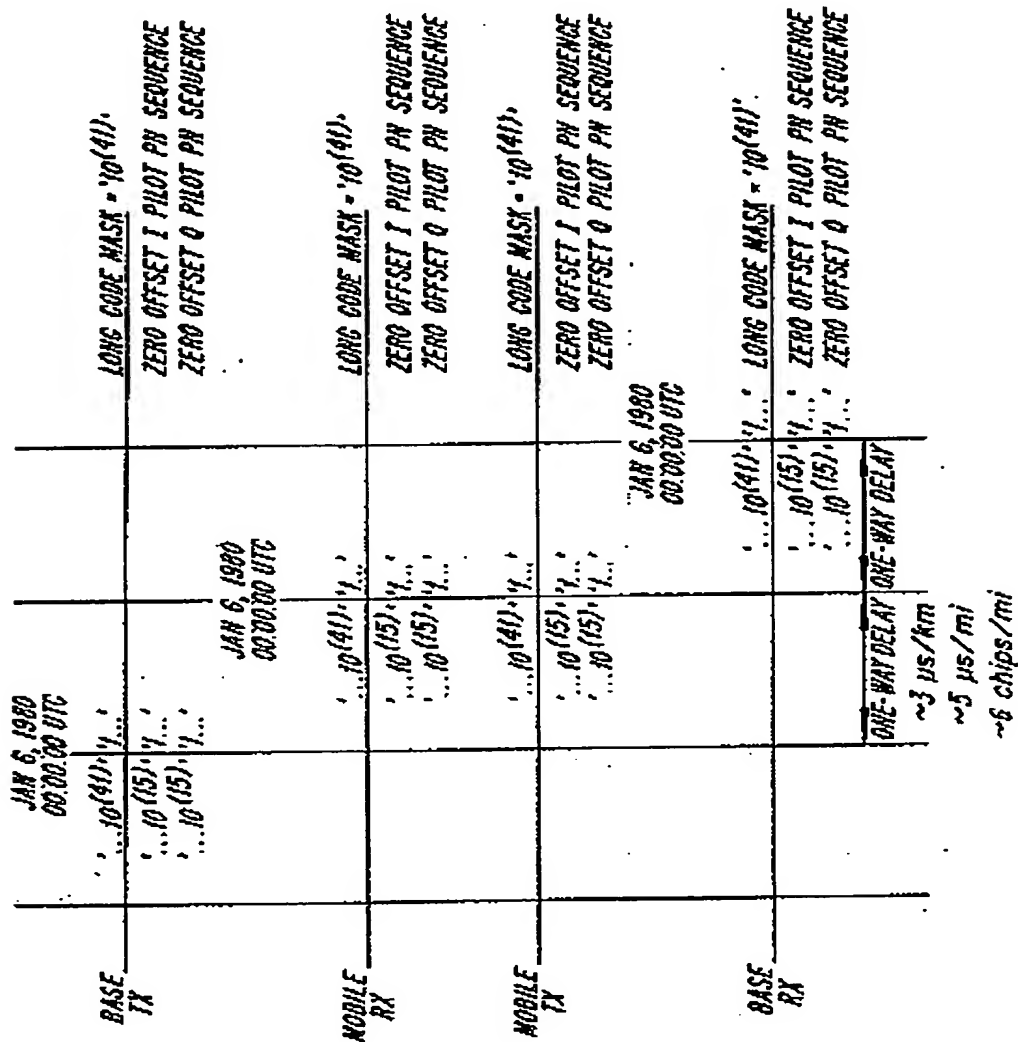 JAN 6, 1980
00:00:00 UTC
BASE
TX
'...10(41)','1...'
LONG CODE MASK = '10(41)'
'...10(15)','1...'
ZERO OFFSET I PILOT PN SEQUENCE
'...10(15)','1...'
ZERO OFFSET Q PILOT PN SEQUENCE
JAN 6, 1980
00:00:00 UTC
MOBILE
RX
'...10(41)','1...'
LONG CODE MASK = '10(41)'
'...10(15)','1...'
ZERO OFFSET I PILOT PN SEQUENCE
'...10(15)','1...'
ZERO OFFSET Q PILOT PN SEQUENCE
MOBILE
TX
'...10(41)','1...'
LONG CODE MASK = '10(41)'
'...10(15)','1...'
ZERO OFFSET I PILOT PN SEQUENCE
'...10(15)','1...'
ZERO OFFSET Q PILOT PN SEQUENCE
JAN 6, 1980
00:00:00 UTC
BASE
RX
'...10(41)','1...'
LONG CODE MASK = '10(41)'
'...10(15)','1...'
ZERO OFFSET I PILOT PN SEQUENCE
'...10(15)','1...'
ZERO OFFSET Q PILOT PN SEQUENCE
ONE-WAY DELAY
ONE-WAY DELAY
~3 µs/km
~5 µs/mi
~6 chips/mi